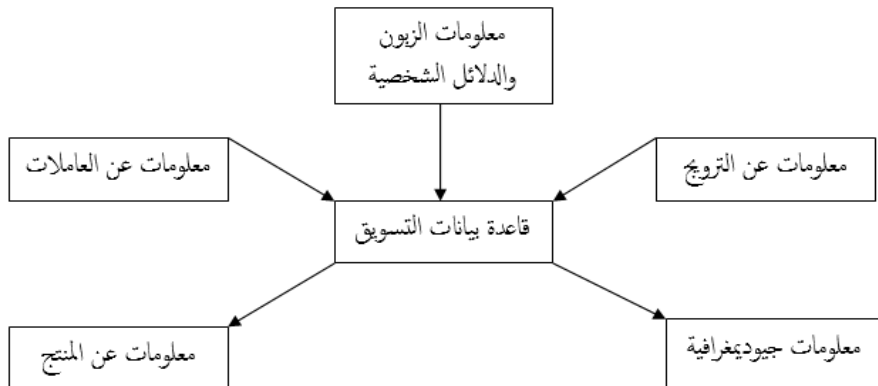 معلومات الزبون
والدلائل الشخصية
معلومات عن الترويج
معلومات عن العاملات
قاعدة بيانات التسويق
معلومات جيوديمغرافية
معلومات عن المنتج